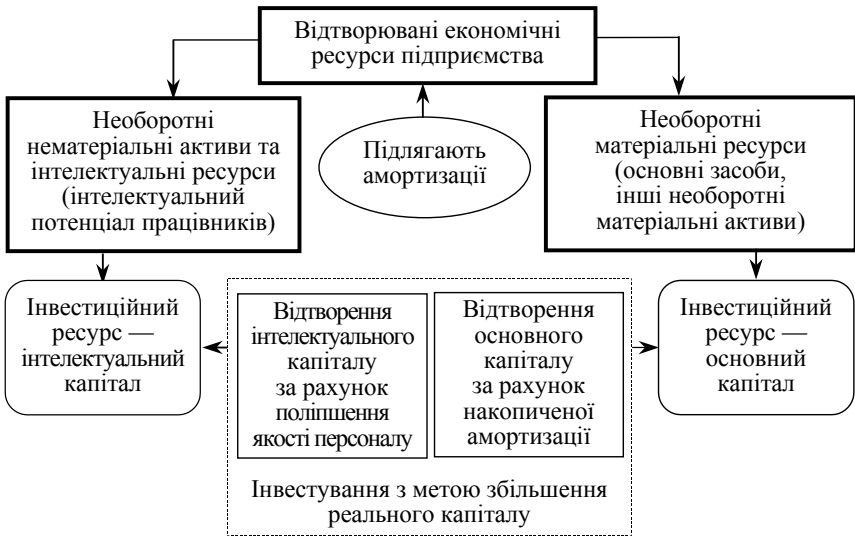 Відтворювані економічні
ресурси підприємства
Необоротні
нематеріальні активи та
інтелектуальні ресурси
(інтелектуальний
потенціал працівників)
Підлягають
амортизації
Необоротні
матеріальні ресурси
(основні засоби,
інші необоротні
матеріальні активи)
Інвестиційний
ресурс —
інтелектуальний
капітал
Відтворення
інтелектуального
капіталу
за рахунок
поліпшення
якості персоналу
Відтворення
основного
капіталу
за рахунок
накопиченої
амортизації
Інвестиційний
ресурс —
основний
капітал
Інвестування з метою збільшення
реального капіталу